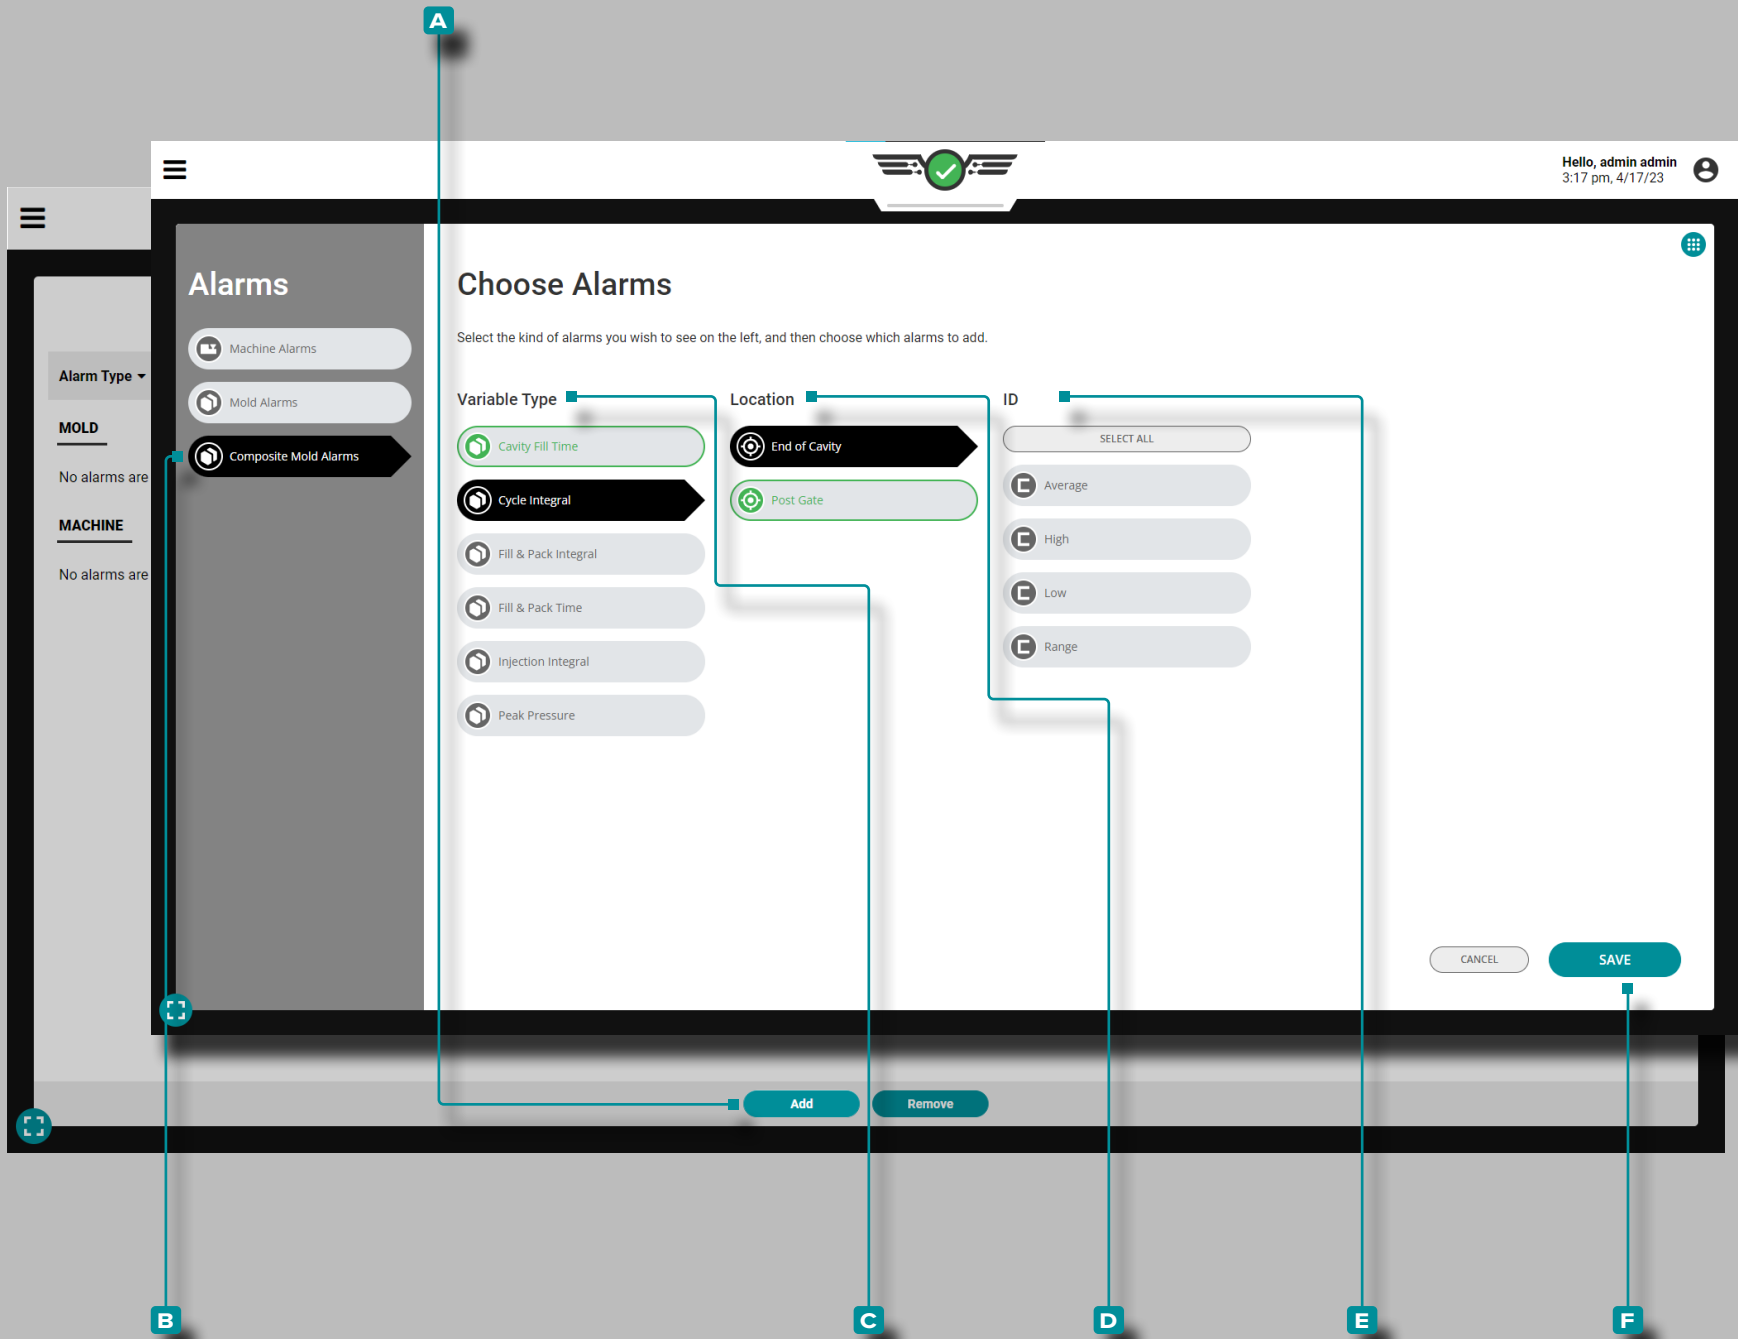 A
Hello, admin admin
3:17 pm, 4/17/23
Alarms
Machine Alarms
Mold Alarms
Composite Mold Alarms
Choose Alarms
Select the kind of alarms you wish to see on the left, and then choose which alarms to add.
Variable Type
Cavity Fill Time
Cycle Integral
Fill & Pack Integral
Fill & Pack Time
Injection Integral
Peak Pressure
Location
End of Cavity
Post Gate
ID
SELECT ALL
Average
High
Low
Range
CANCEL
SAVE
Alarm Type
MOLD
No alarms are
MACHINE
No alarms are
Add
Remove
B
C
D
E
F